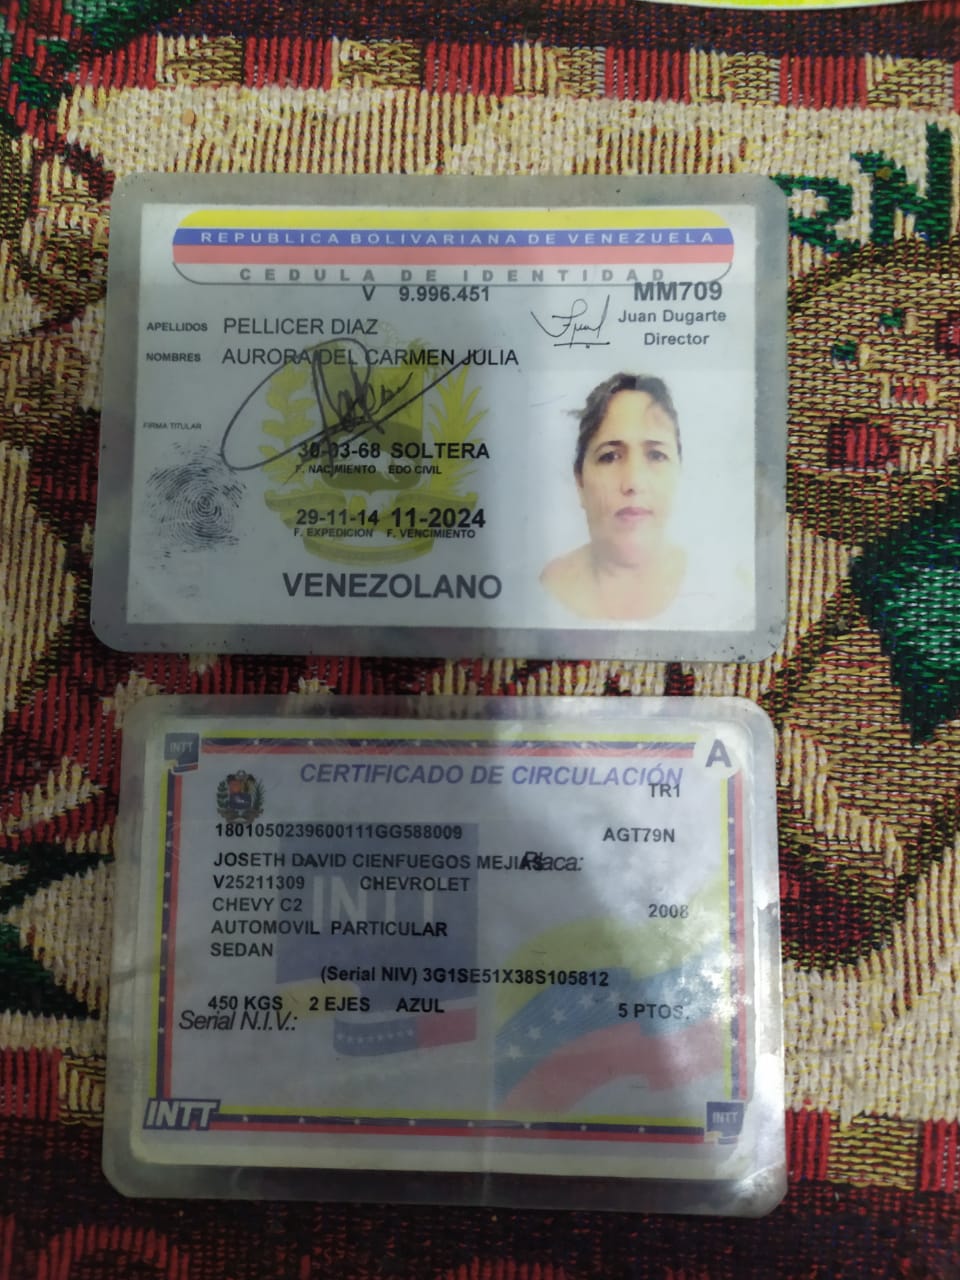 REPUBLICA BOLIVARIANA DE VENEZUELA
CEDULA DE IDENTIDAD
V 9.996.451
MM709
Juan Dugarte
Director
APELLIDOS PELLICER DIAZ
NOMBRES AURORA DEL CARMEN JULIA
FIRMA TITULAR
30-03-68 SOLTERA
F. NACIMIENTO EDO CIVIL
29-11-14 11-2024
F. EXPEDICION F. VENCIMIENTO
VENEZOLANO
INTT
A
CERTIFICADO DE CIRCULACIÓN
TR1
1801050239600111GG588009
AGT79N
JOSETH DAVID CIENFUEGOS MEJIAS Placa:
V25211309 CHEVROLET
CHEVY C2 2008
AUTOMOVIL PARTICULAR
SEDAN
INTT
(Serial NIV) 3G1SE51X38S105812
450 KGS 2 EJES AZUL 5 PTOS.
Serial N.I.V.:
INTT
INTT